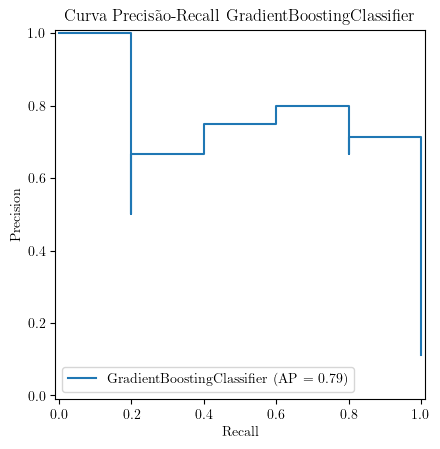 Curva Precisão-Recall GradientBoostingClassifier
1.0
0.8
0.6
0.4
0.2
0.0
Precision
GradientBoostingClassifier (AP = 0.79)
0.0 0.2 0.4 0.6 0.8 1.0
Recall